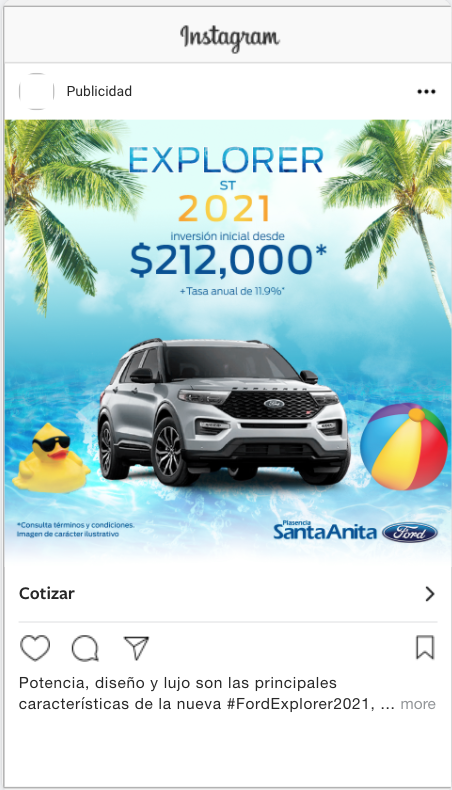 Instagram
Publicidad
EXPLORER
ST
2021
inversión inicial desde
$212,000*
+Tasa anual de 11.9%*
Ford
*Consulta términos y condiciones.
Imagen de carácter ilustrativo
Plasencia
SantaAnita Ford
Cotizar
Potencia, diseño y lujo son las principales
características de la nueva #FordExplorer2021, ... more